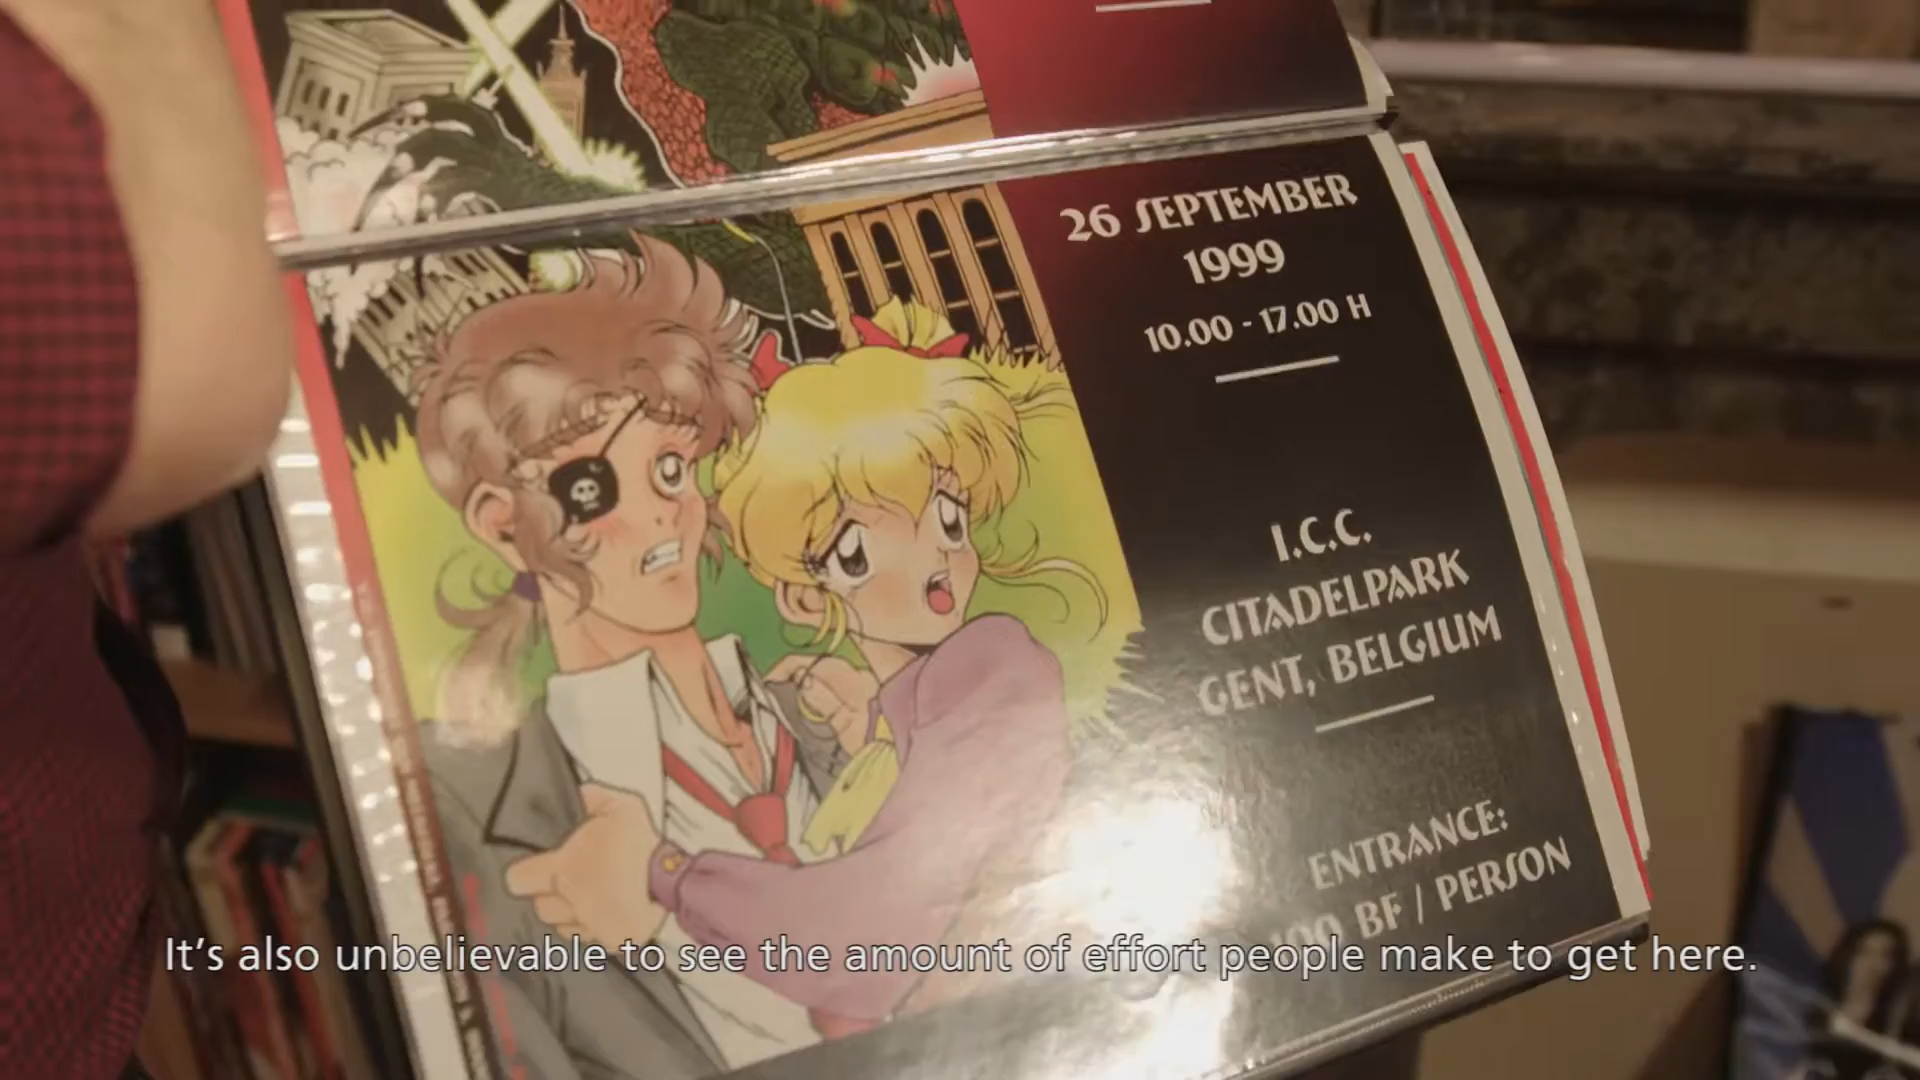 26 SEPTEMBER
1999
10.00 - 17.00 H
I.C.C.
CITADELPARK
GENT, BELGIUM
ENTRANCE:
100 BF / PERSON
It's also unbelievable to see the amount of effort people make to get here.